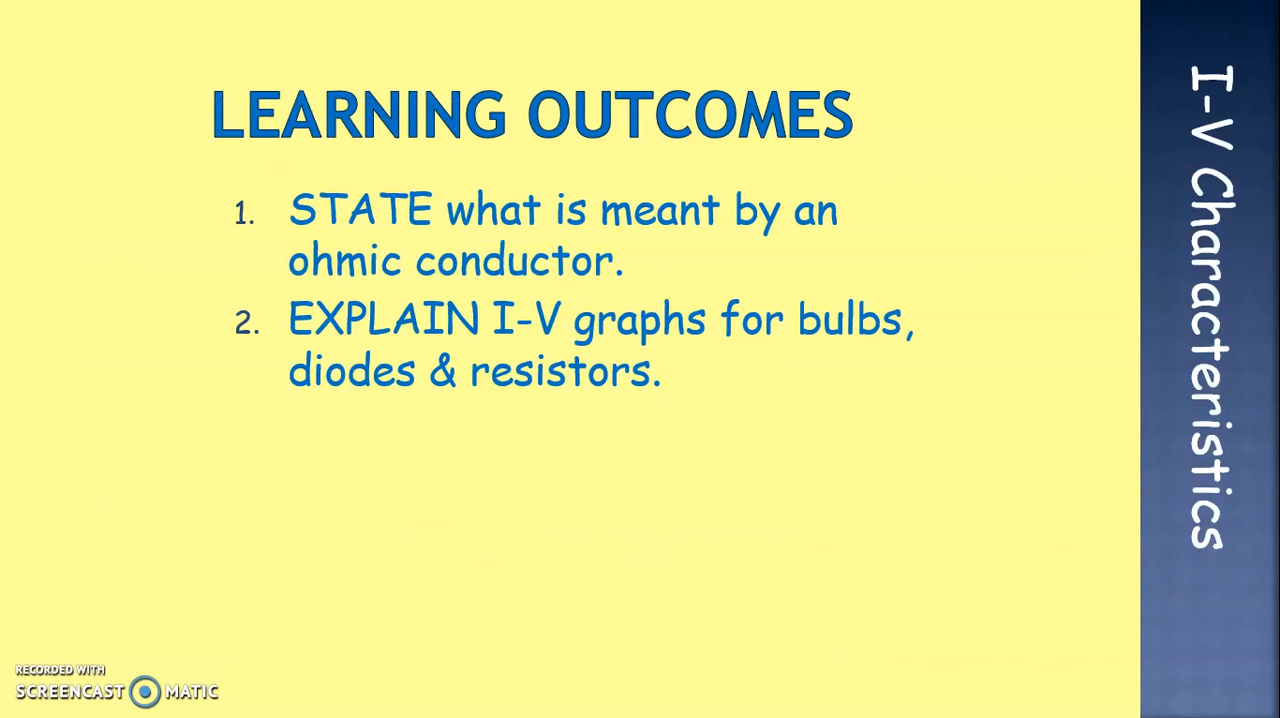 LEARNING OUTCOMES
1. STATE what is meant by an
ohmic conductor.
2. EXPLAIN I-V graphs for bulbs,
diodes & resistors.
I-V Characteristics
RECORDED WITH
SCREENCAST MATIC